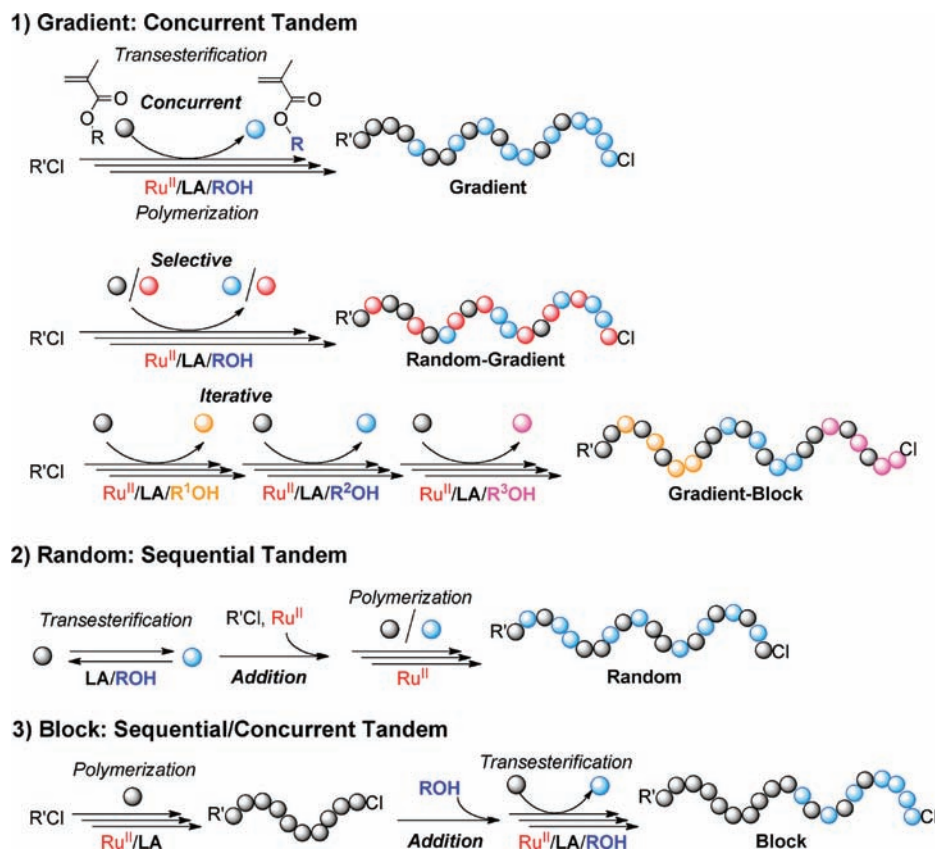 1) Gradient: Concurrent Tandem
Transesterification
O
O
R
Concurrent
O
O
R
R'Cl
Ru^II/LA/ROH
Polymerization
R'
Cl
Gradient
Selective
R'Cl
Ru^II/LA/ROH
R'
Cl
Random-Gradient
Iterative
R'Cl
Ru^II/LA/R^1OH
Ru^II/LA/R^2OH
Ru^II/LA/R^3OH
R'
Cl
Gradient-Block
2) Random: Sequential Tandem
Transesterification
LA/ROH
R'Cl, Ru^II
Addition
Polymerization
Ru^II
R'
Cl
Random
3) Block: Sequential/Concurrent Tandem
Polymerization
R'Cl
Ru^II/LA
R'
Cl
ROH
Addition
Transesterification
Ru^II/LA/ROH
R'
Cl
Block